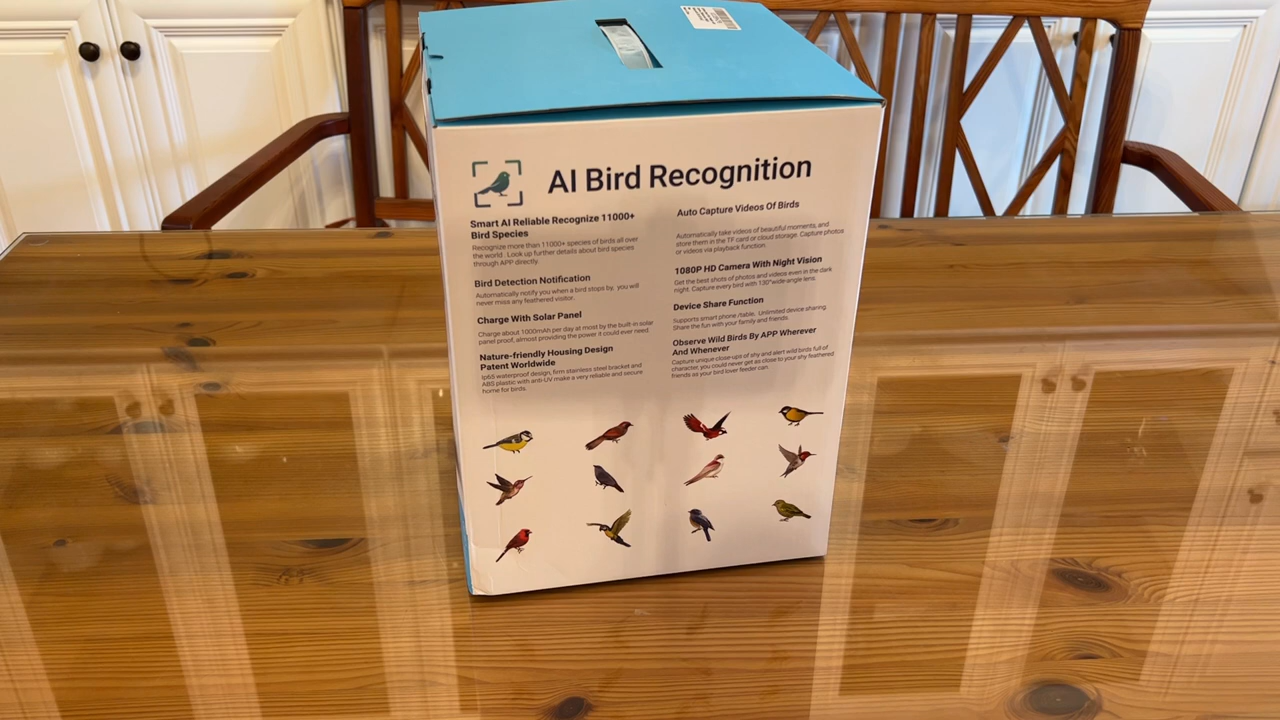 AI Bird Recognition
Smart AI Reliable Recognize 11000+
Bird Species
Recognize more than 11000+ species of birds all over
the world . Look up further details about bird species
through APP directly.
Bird Detection Notification
Automatically notify you when a bird stops by, you will
never miss any feathered visitor.
Charge With Solar Panel
Charge about 1000mAh per day at most by the built-in solar
panel proof, almost providing the power it could ever need.
Nature-friendly Housing Design
Patent Worldwide
Ip65 waterproof design, firm stainless steel bracket and
ABS plastic with anti-UV make a very reliable and secure
home for birds.
Auto Capture Videos Of Birds
Automatically take videos of beautiful moments, and
store them in the TF card or cloud storage. Capture photos
or videos via playback function.
1080P HD Camera With Night Vision
Get the best shots of photos and videos even in the dark
night. Capture every bird with 130°wide-angle lens.
Device Share Function
Supports smart phone /table, Unlimited device sharing
Share the fun with your family and friends.
Observe Wild Birds By APP Wherever
And Whenever
Capture unique close-ups of shy and alert wild birds full of
character, you could never get as close to your shy feathered
friends as your bird lover feeder can.